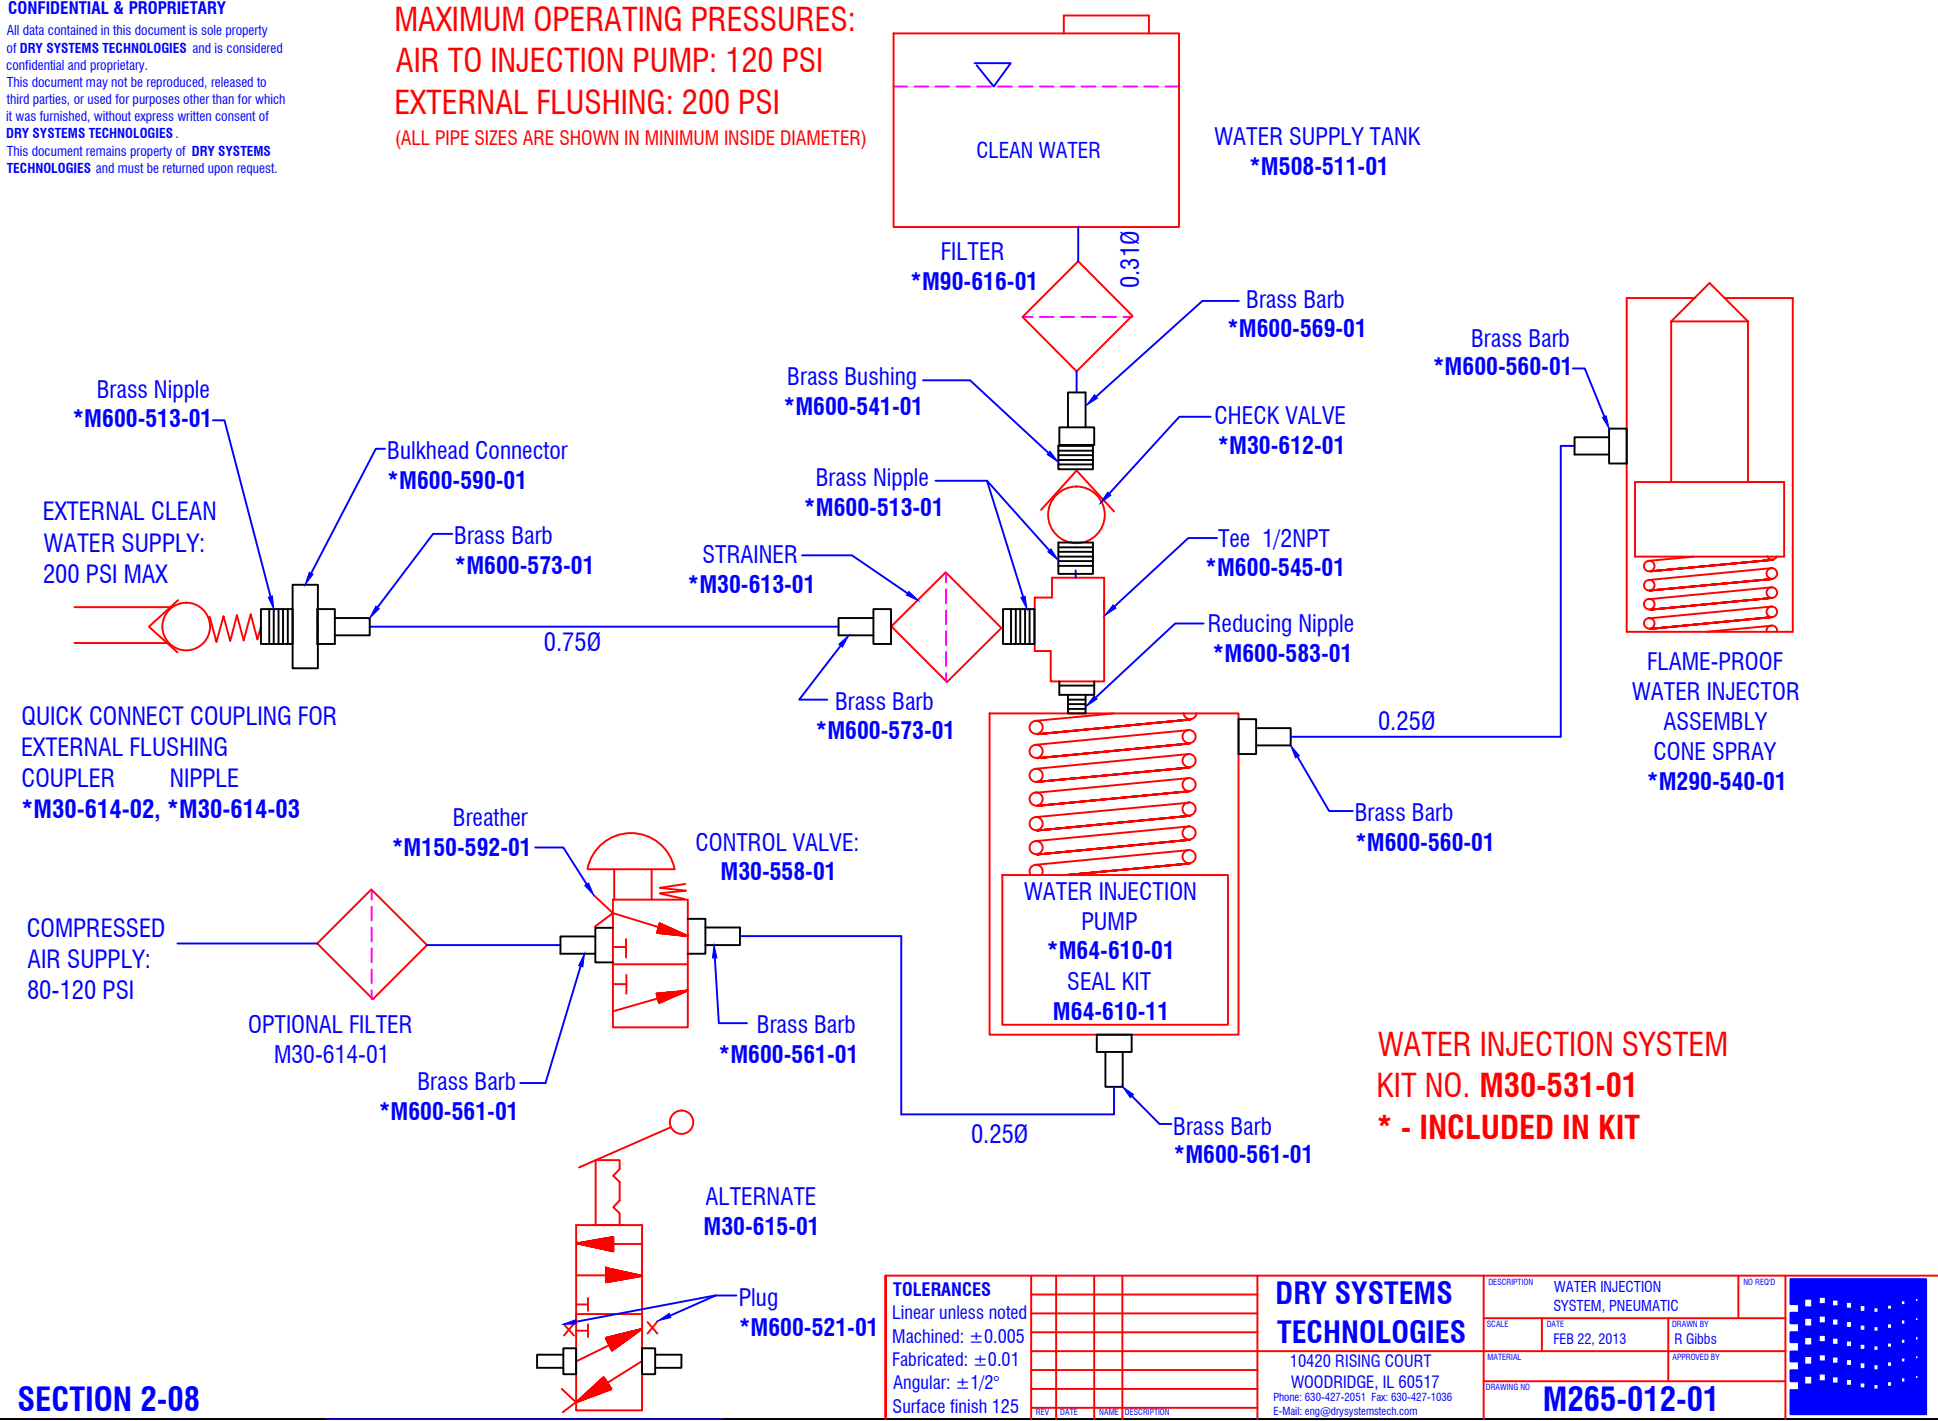 CONFIDENTIAL & PROPRIETARY
All data contained in this document is sole property
of DRY SYSTEMS TECHNOLOGIES and is considered
confidential and proprietary.
This document may not be reproduced, released to
third parties, or used for purposes other than for which
it was furnished, without express written consent of
DRY SYSTEMS TECHNOLOGIES.
This document remains property of DRY SYSTEMS
TECHNOLOGIES and must be returned upon request.
MAXIMUM OPERATING PRESSURES:
AIR TO INJECTION PUMP: 120 PSI
EXTERNAL FLUSHING: 200 PSI
(ALL PIPE SIZES ARE SHOWN IN MINIMUM INSIDE DIAMETER)
CLEAN WATER
WATER SUPPLY TANK
*M508-511-01
FILTER
*M90-616-01
0.31Ø
Brass Barb
*M600-569-01
Brass Barb
*M600-560-01
Brass Bushing
*M600-541-01
CHECK VALVE
*M30-612-01
Brass Nipple
*M600-513-01
Bulkhead Connector
*M600-590-01
Brass Nipple
*M600-513-01
EXTERNAL CLEAN
WATER SUPPLY:
200 PSI MAX
Brass Barb
*M600-573-01
STRAINER
*M30-613-01
Tee 1/2NPT
*M600-545-01
0.75Ø
Reducing Nipple
*M600-583-01
Brass Barb
*M600-573-01
FLAME-PROOF
WATER INJECTOR
ASSEMBLY
CONE SPRAY
*M290-540-01
0.25Ø
QUICK CONNECT COUPLING FOR
EXTERNAL FLUSHING
COUPLER NIPPLE
*M30-614-02, *M30-614-03
Brass Barb
*M600-560-01
Breather
*M150-592-01
CONTROL VALVE:
M30-558-01
WATER INJECTION
PUMP
*M64-610-01
SEAL KIT
M64-610-11
COMPRESSED
AIR SUPPLY:
80-120 PSI
OPTIONAL FILTER
M30-614-01
Brass Barb
*M600-561-01
Brass Barb
*M600-561-01
0.25Ø
Brass Barb
*M600-561-01
WATER INJECTION SYSTEM
KIT NO. M30-531-01
* - INCLUDED IN KIT
ALTERNATE
M30-615-01
Plug
*M600-521-01
SECTION 2-08
TOLERANCES
Linear unless noted
Machined: ±0.005
Fabricated: ±0.01
Angular: ±1/2°
Surface finish 125
REV DATE NAME DESCRIPTION
DRY SYSTEMS
TECHNOLOGIES
10420 RISING COURT
WOODRIDGE, IL 60517
Phone: 630-427-2051 Fax: 630-427-1036
E-Mail: eng@drysystemstech.com
DESCRIPTION
WATER INJECTION
SYSTEM, PNEUMATIC
NO REQ'D
SCALE
DATE
FEB 22, 2013
DRAWN BY
R Gibbs
MATERIAL
APPROVED BY
DRAWING NO
M265-012-01